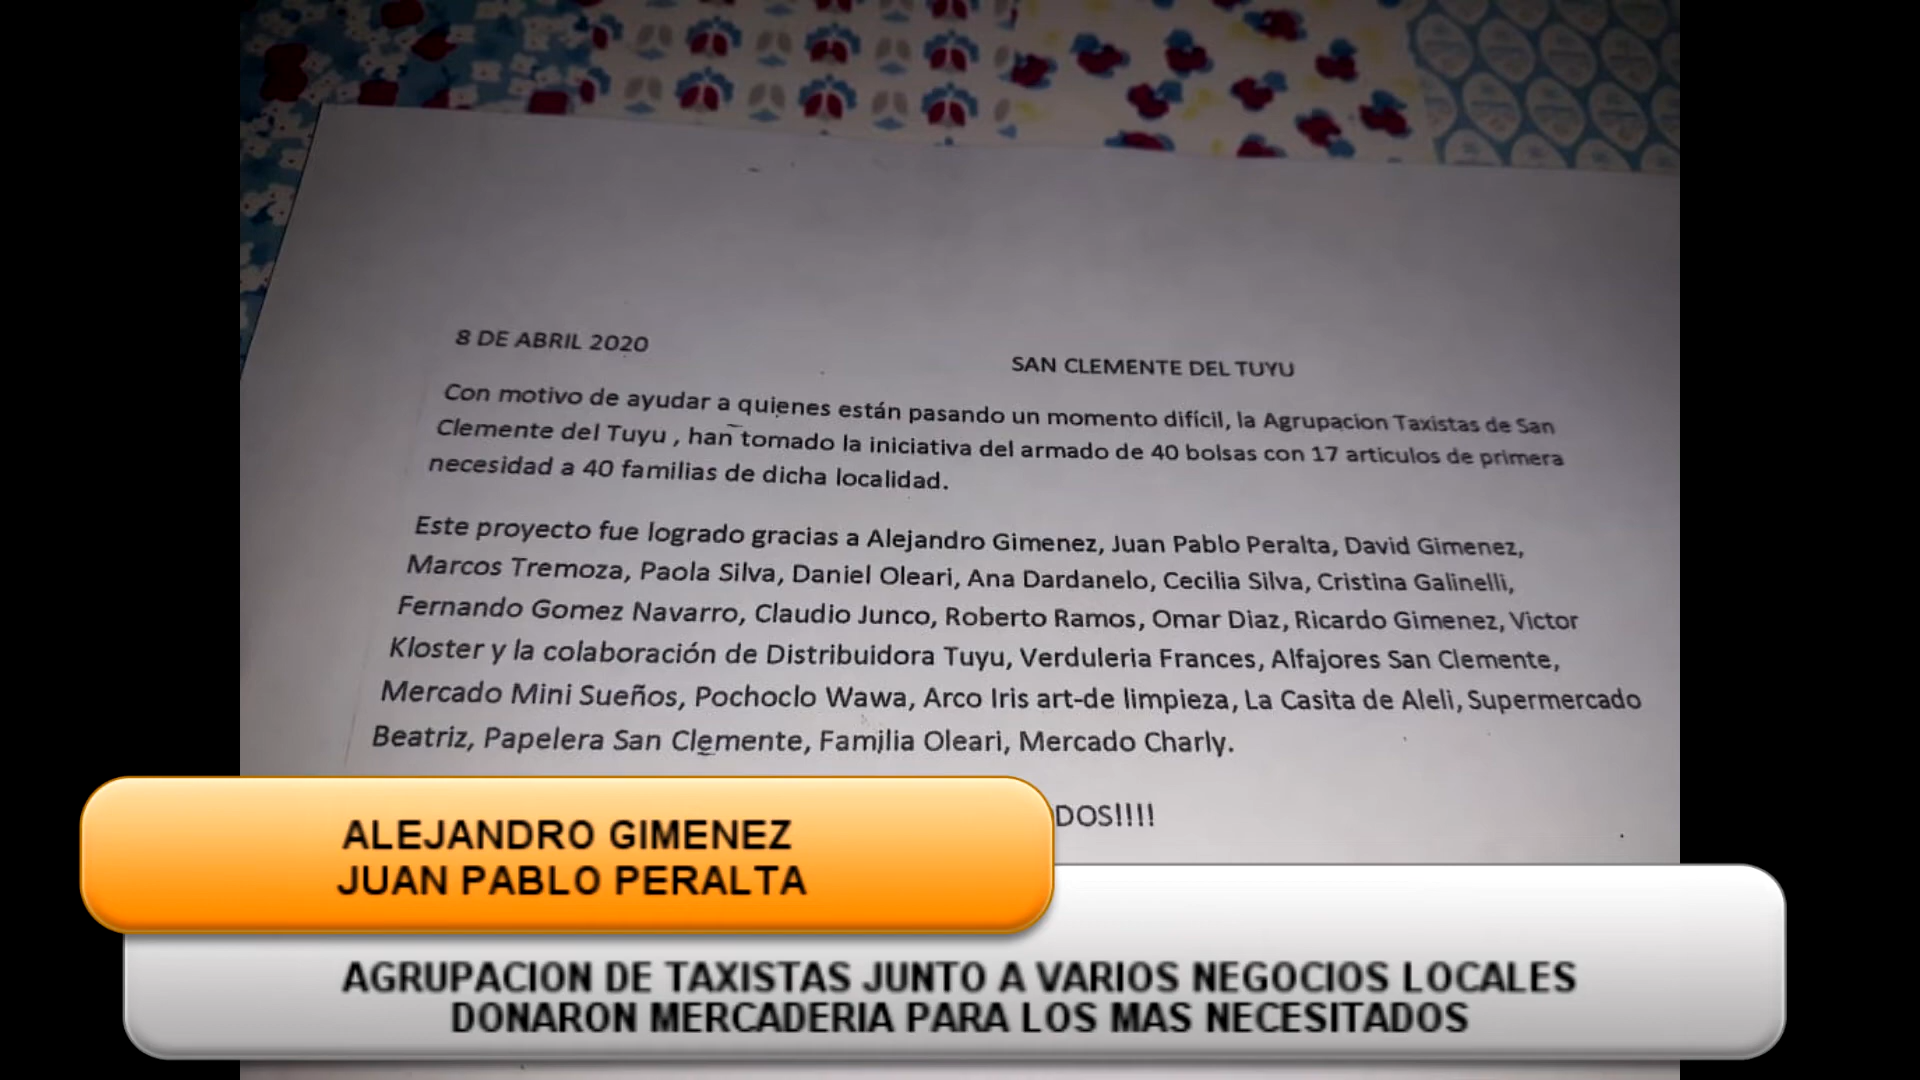 8 DE ABRIL 2020
SAN CLEMENTE DEL TUYU
Con motivo de ayudar a quienes están pasando un momento difícil, la Agrupacion Taxistas de San
Clemente del Tuyu , han tomado la iniciativa del armado de 40 bolsas con 17 articulos de primera
necesidad a 40 familias de dicha localidad.
Este proyecto fue logrado gracias a Alejandro Gimenez, Juan Pablo Peralta, David Gimenez,
Marcos Tremoza, Paola Silva, Daniel Oleari, Ana Dardanelo, Cecilia Silva, Cristina Galinelli,
Fernando Gomez Navarro, Claudio Junco, Roberto Ramos, Omar Diaz, Ricardo Gimenez, Victor
Kloster y la colaboración de Distribuidora Tuyu, Verduleria Frances, Alfajores San Clemente,
Mercado Mini Sueños, Pochoclo Wawa, Arco Iris art-de limpieza, La Casita de Aleli, Supermercado
Beatriz, Papelera San Clemente, Familia Oleari, Mercado Charly.
DOS!!!!
ALEJANDRO GIMENEZ
JUAN PABLO PERALTA
AGRUPACION DE TAXISTAS JUNTO A VARIOS NEGOCIOS LOCALES
DONARON MERCADERIA PARA LOS MAS NECESITADOS